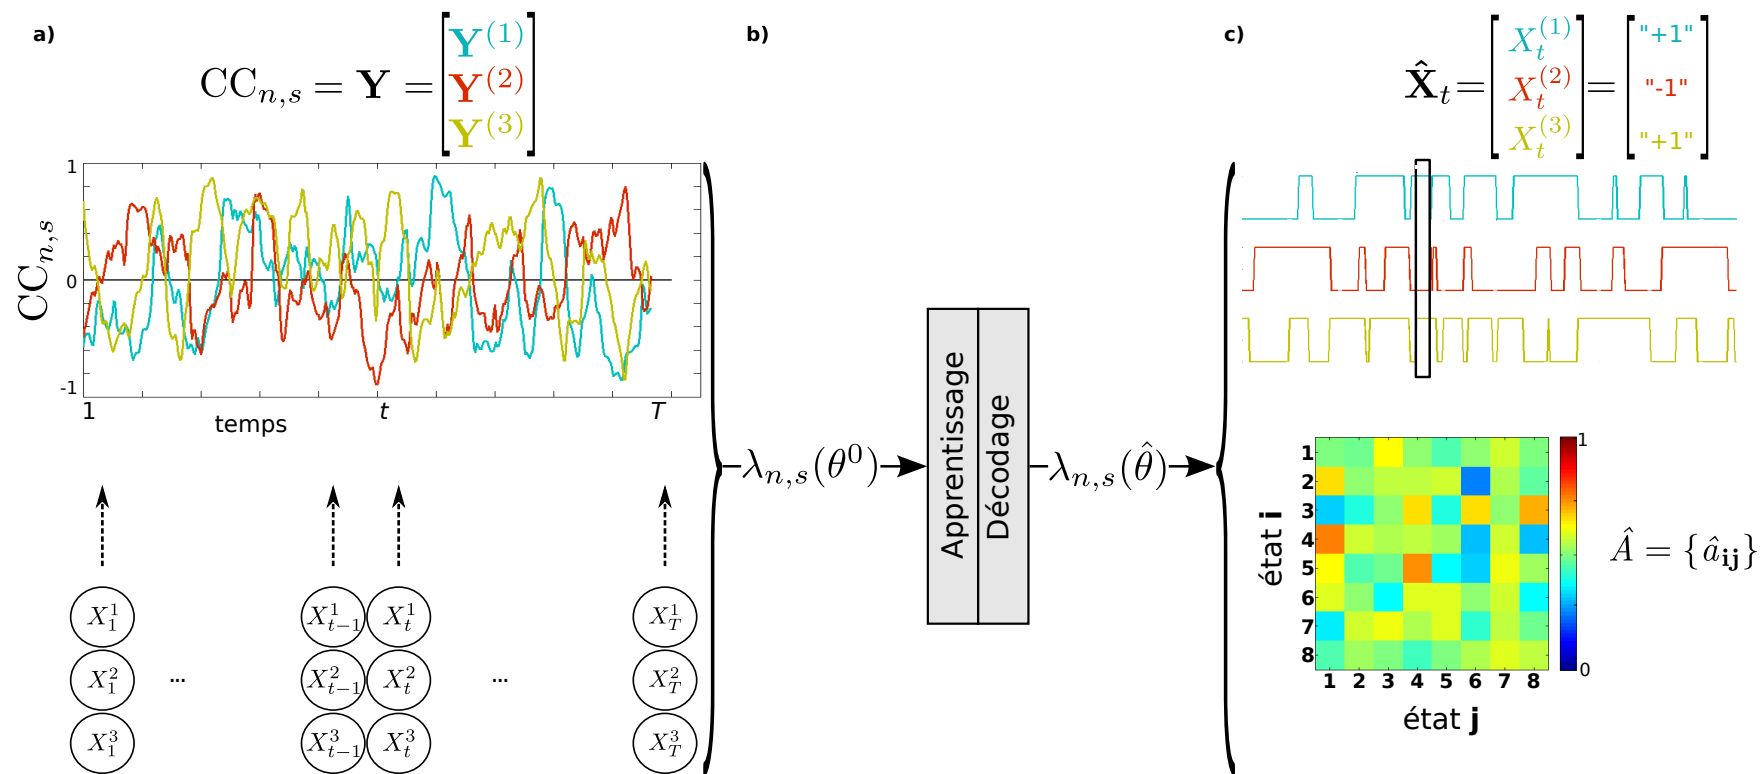 a)
CC_{n,s} = Y = [Y^{(1)} Y^{(2)} Y^{(3)}]
CC_{n,s}
1
0
-1
1 t T
temps
X_1^1 X_{t-1}^1 X_t^1 X_T^1
X_1^2 ... X_{t-1}^2 X_t^2 ... X_T^2
X_1^3 X_{t-1}^3 X_t^3 X_T^3
b)
λ_{n,s}(θ^0)
Apprentissage
Décodage
λ_{n,s}(θ̂)
c)
X̂_t = [X_t^{(1)} X_t^{(2)} X_t^{(3)}] = ["+1" "-1" "+1"]
état i
1
2
3
4
5
6
7
8
1 2 3 4 5 6 7 8
état j
1
0
Â = {â_{ij}}